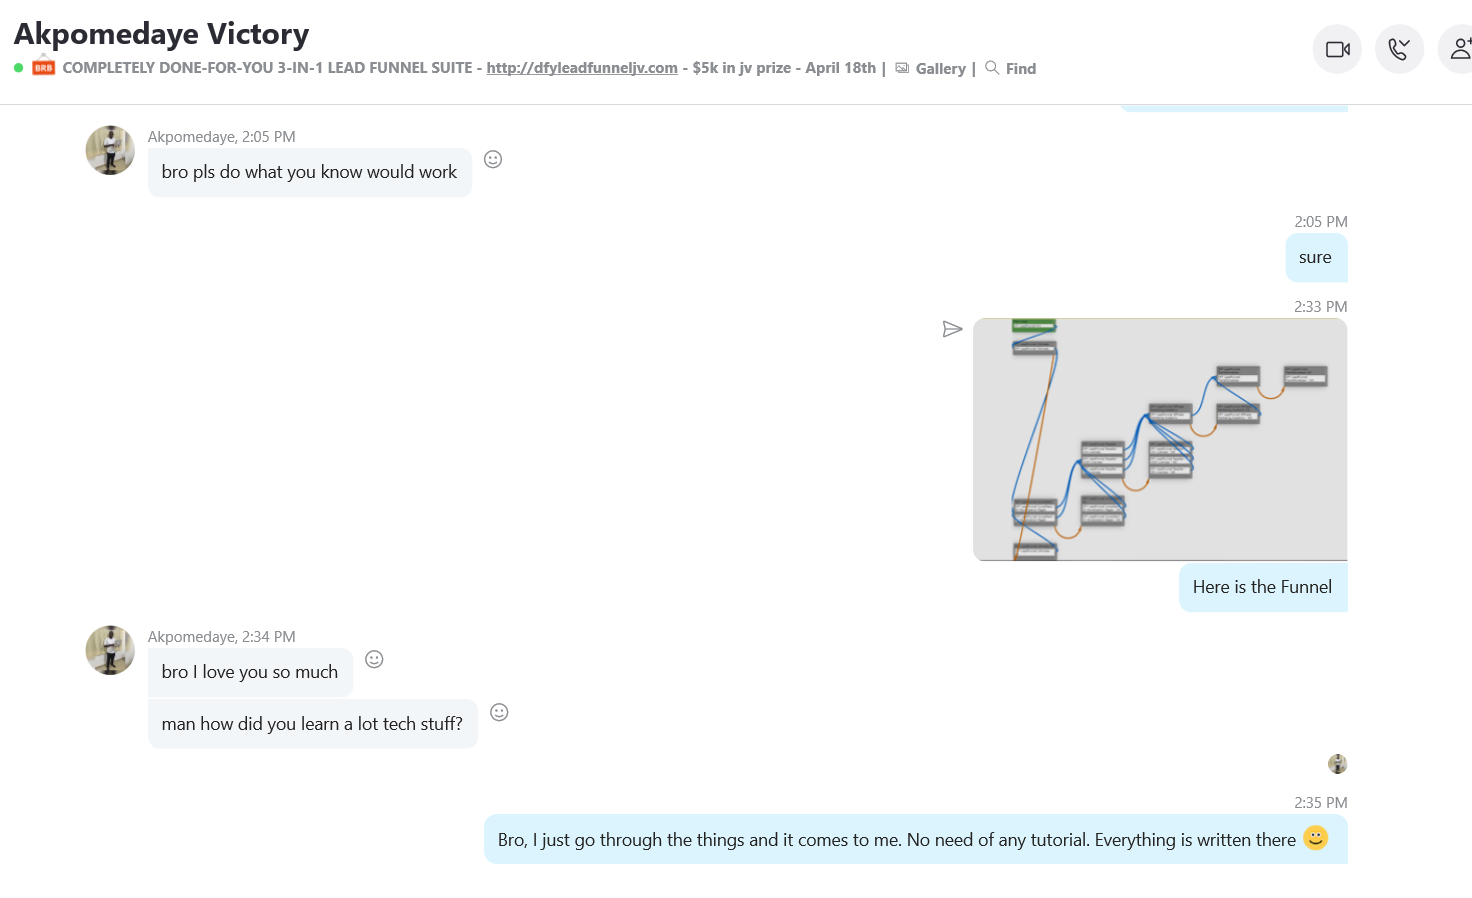 Akpomedaye Victory
BRB COMPLETELY DONE-FOR-YOU 3-IN-1 LEAD FUNNEL SUITE - http://dfyleadfunneljv.com - $5k in jv prize - April 18th | Gallery | Find
Akpomedaye, 2:05 PM
bro pls do what you know would work
2:05 PM
sure
2:33 PM
Here is the Funnel
Akpomedaye, 2:34 PM
bro I love you so much
man how did you learn a lot tech stuff?
2:35 PM
Bro, I just go through the things and it comes to me. No need of any tutorial. Everything is written there